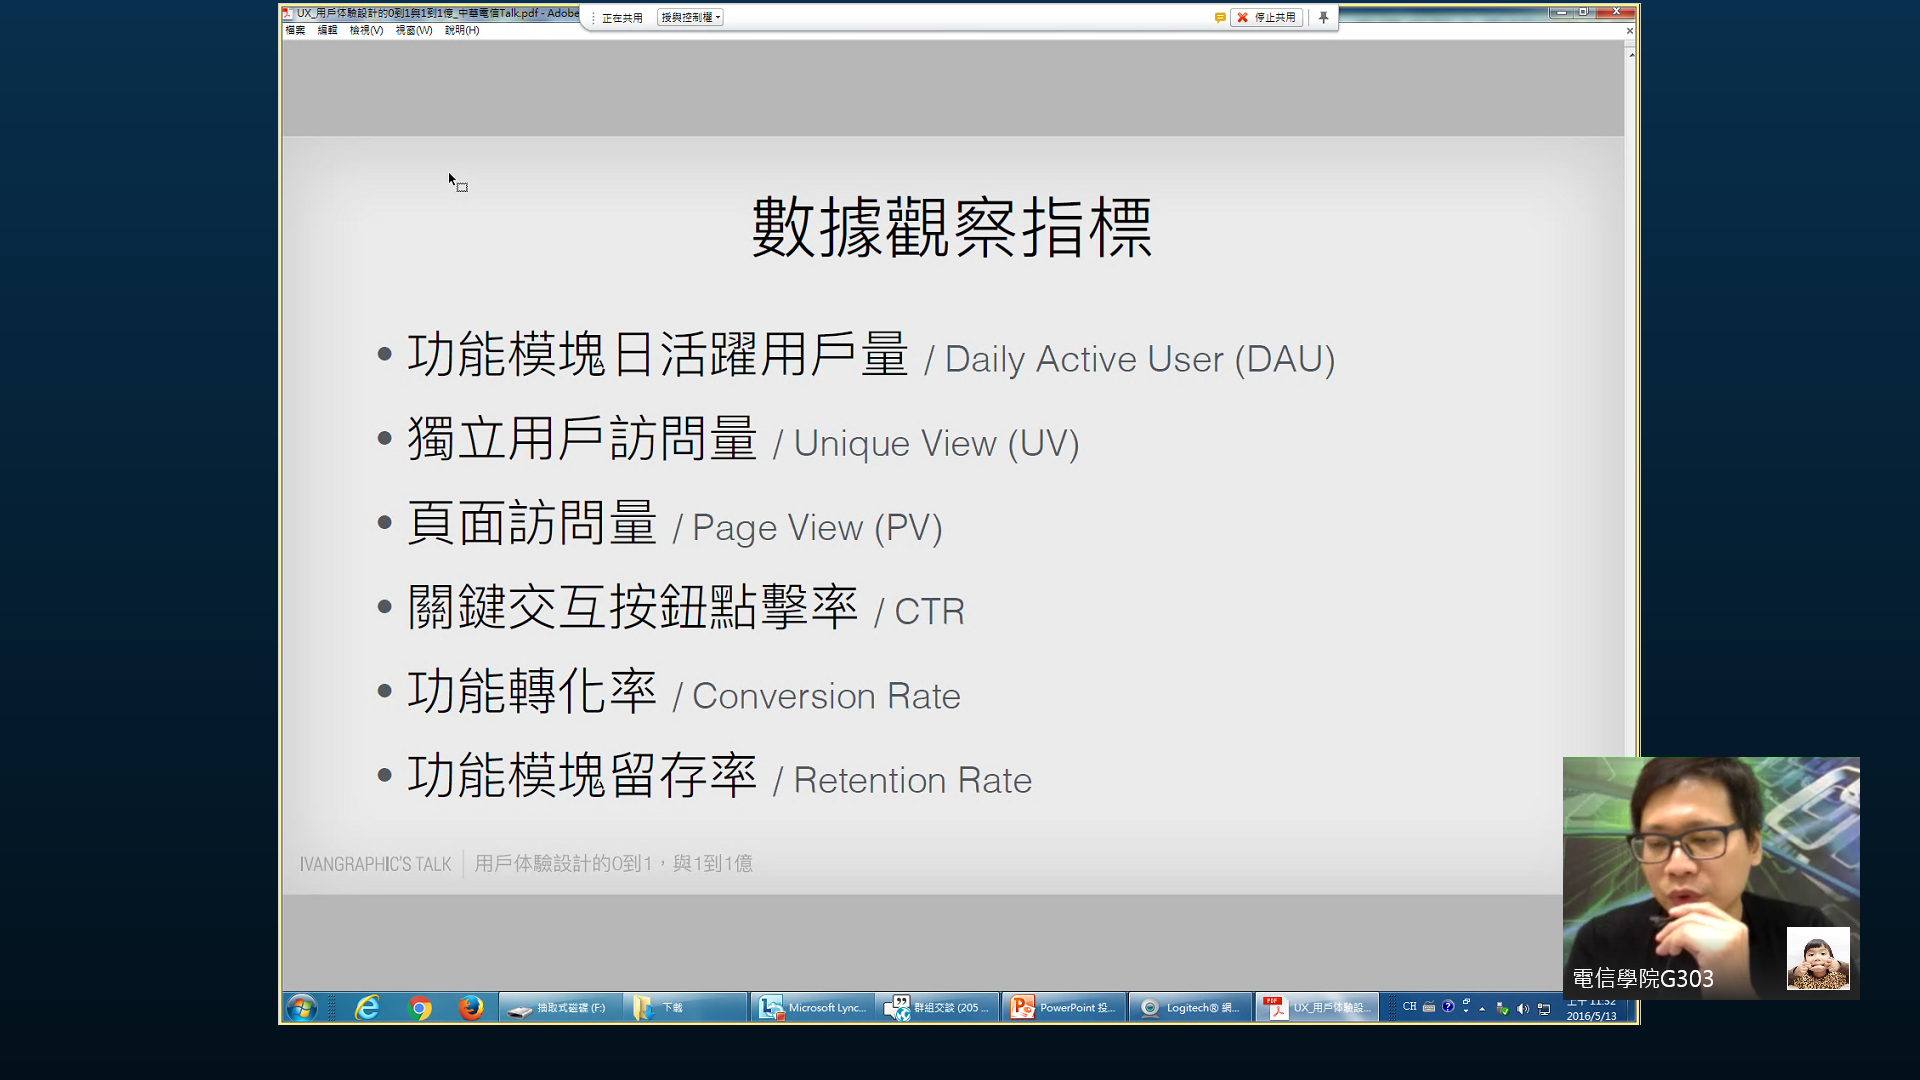 UX_用戶体驗設計的0到1與1到1億_中華電信Talk.pdf - Adobe
正在共用 授與控制權 停止共用
檔案 編輯 檢視(V) 視窗(W) 說明(H)
數據觀察指標
• 功能模塊日活躍用戶量 / Daily Active User (DAU)
• 獨立用戶訪問量 / Unique View (UV)
• 頁面訪問量 / Page View (PV)
• 關鍵交互按鈕點擊率 / CTR
• 功能轉化率 / Conversion Rate
• 功能模塊留存率 / Retention Rate
IVANGRAPHIC'S TALK | 用戶体驗設計的0到1,與1到1億
電信學院G303
抽取式磁碟 (F:) 下載 Microsoft Lync... 群組交談 (205 ... PowerPoint 投... Logitech® 網... UX_用戶体驗設... CH
上午 11:52
2016/5/13